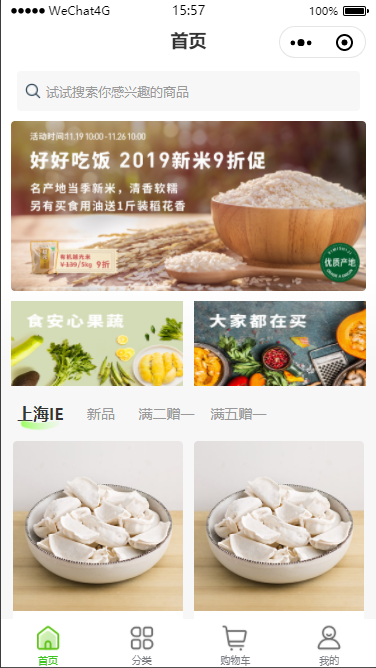 WeChat4G 15:57 100%
首页
试试搜索你感兴趣的商品
活动时间:11.19 10:00 -11.26 10:00
好好吃饭 2019新米9折促
名产地当季新米，清香软糯
另有买食用油送1斤装稻花香
有机糙光米
9折
优质产地
食安心果蔬
大家都在买
上海IE 新品 满二赠一 满五赠一
首页 分类 购物车 我的